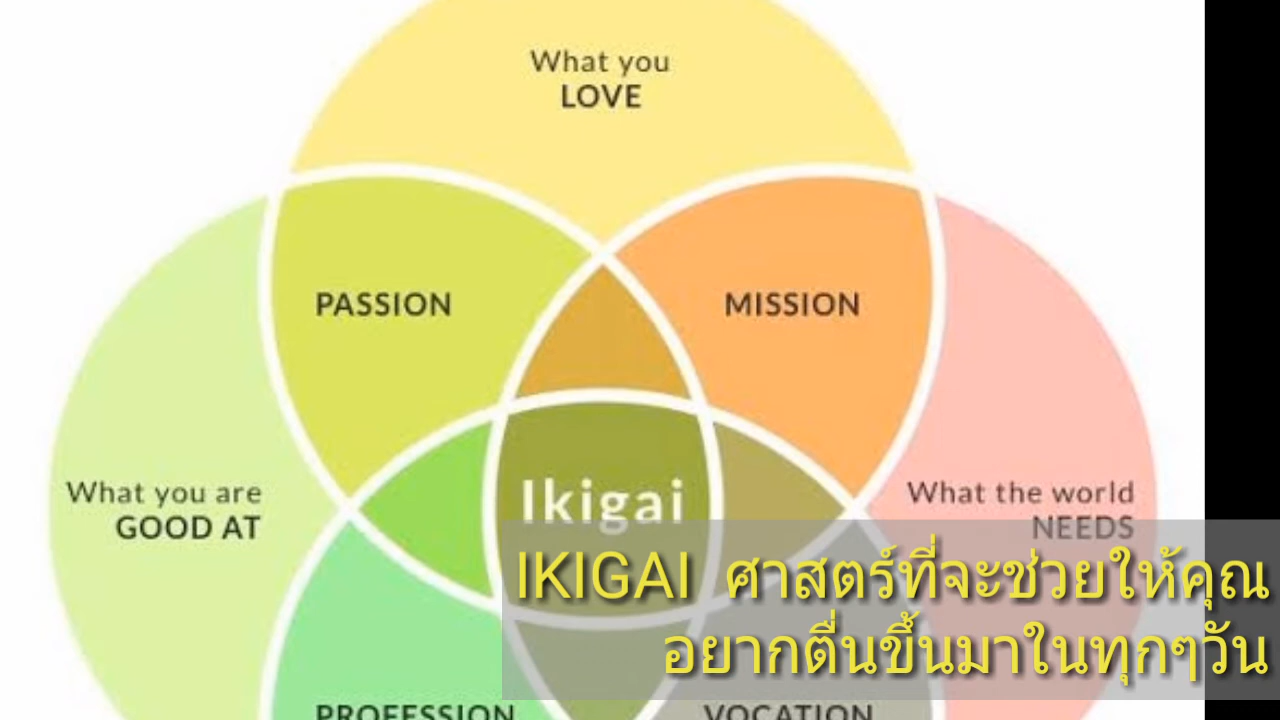 What you
LOVE
PASSION
MISSION
What you are
GOOD AT
Ikigai
What the world
NEEDS
IKIGAI ศาสตร์ที่จะช่วยให้คุณ
อยากตื่นขึ้นมาในทุกๆวัน
PROFESSION
VOCATION